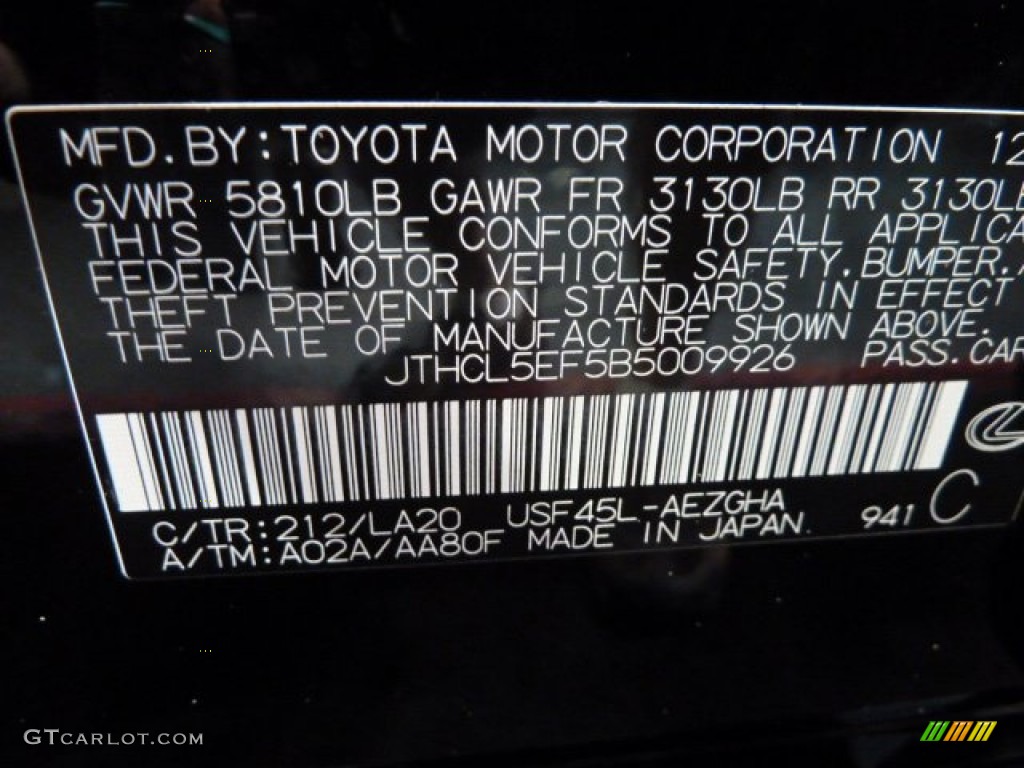 MFD.BY:TOYOTA MOTOR CORPORATION 12
GVWR 5810LB GAWR FR 3130LB RR 3130LB
THIS VEHICLE CONFORMS TO ALL APPLICA
FEDERAL MOTOR VEHICLE SAFETY.BUMPER.
THEFT PREVENTION STANDARDS IN EFFECT
THE DATE OF MANUFACTURE SHOWN ABOVE.
JTHCL5EF5B5009926 PASS.CAR
C/TR:212/LA20 USF45L-AEZGHA
A/TM:A02A/AA80F MADE IN JAPAN. 941 C
GTCARLOT.COM